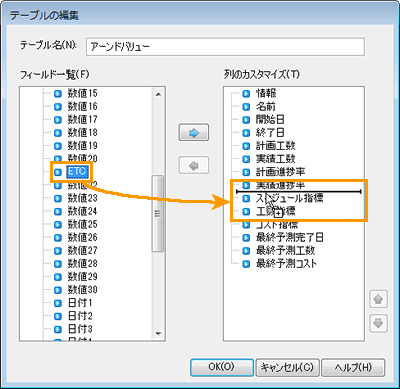 テーブルの編集
テーブル名(N):
アーンドバリュー
フィールド一覧(F)
数値15
数値16
数値17
数値18
数値19
数値20
ETC
数値22
数値23
数値24
数値25
数値26
数値27
数値28
数値29
数値30
日付1
日付2
日付3
日付4
列のカスタマイズ(T)
情報
名前
開始日
終了日
計画工数
実績工数
計画進捗率
実績進捗率
スケジュール指標
工数指標
コスト指標
最終予測完了日
最終予測工数
最終予測コスト
OK(O)
キャンセル(C)
ヘルプ(H)